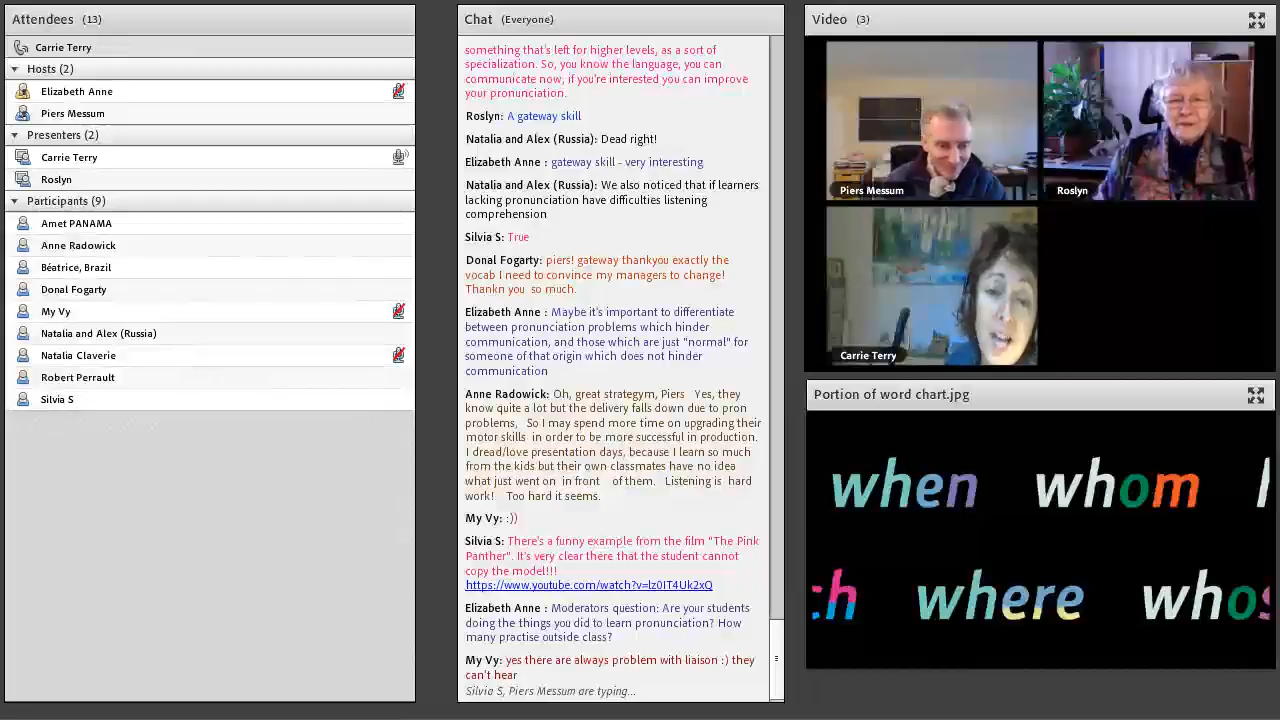 Attendees (13)
Carrie Terry
Hosts (2)
Elizabeth Anne
Piers Messum
Presenters (2)
Carrie Terry
Roslyn
Participants (9)
Amet PANAMA
Anne Radowick
Béatrice, Brazil
Donal Fogarty
My Vy
Natalia and Alex (Russia)
Natalia Claverie
Robert Perrault
Silvia S
Chat (Everyone)
something that's left for higher levels, as a sort of
specialization. So, you know the language, you can
communicate now, if you're interested you can improve
your pronunciation.
Roslyn: A gateway skill
Natalia and Alex (Russia): Dead right!
Elizabeth Anne : gateway skill - very interesting
Natalia and Alex (Russia): We also noticed that if learners
lacking pronunciation have difficulties listening
comprehension
Silvia S: True
Donal Fogarty: piers! gateway thankyou exactly the
vocab I need to convince my managers to change!
Thankn you so much.
Elizabeth Anne : Maybe it's important to differentiate
between pronunciation problems which hinder
communication, and those which are just "normal" for
someone of that origin which does not hinder
communication
Anne Radowick: Oh, great strategym, Piers Yes, they
know quite a lot but the delivery falls down due to pron
problems, So I may spend more time on upgrading their
motor skills in order to be more successful in production.
I dread/love presentation days, because I learn so much
from the kids but their own classmates have no idea
what just went on in front of them. Listening is hard
work! Too hard it seems.
My Vy: :))
Silvia S: There's a funny example from the film "The Pink
Panther". It's very clear there that the student cannot
copy the model!!!
https://www.youtube.com/watch?v=lz0IT4Uk2xQ
Elizabeth Anne : Moderators question: Are your students
doing the things you did to learn pronunciation? How
many practise outside class?
My Vy: yes there are always problem with liaison :) they
can't hear
Silvia S, Piers Messum are typing...
Video (3)
Piers Messum
Roslyn
Carrie Terry
Portion of word chart.jpg
when whom
ch where whos